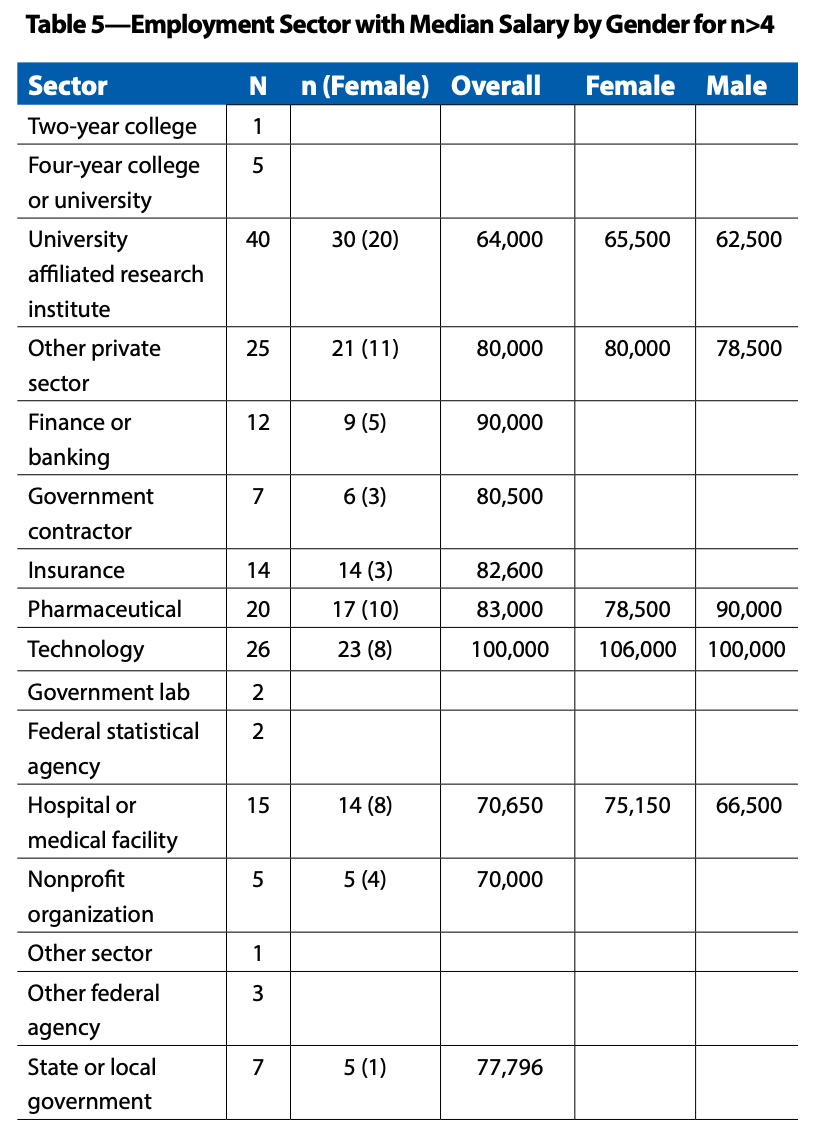 Table 5—Employment Sector with Median Salary by Gender for n>4
Sector N n (Female) Overall Female Male
Two-year college 1
Four-year college 5
or university
University 40 30 (20) 64,000 65,500 62,500
affiliated research
institute
Other private 25 21 (11) 80,000 80,000 78,500
sector
Finance or 12 9 (5) 90,000
banking
Government 7 6 (3) 80,500
contractor
Insurance 14 14 (3) 82,600
Pharmaceutical 20 17 (10) 83,000 78,500 90,000
Technology 26 23 (8) 100,000 106,000 100,000
Government lab 2
Federal statistical 2
agency
Hospital or 15 14 (8) 70,650 75,150 66,500
medical facility
Nonprofit 5 5 (4) 70,000
organization
Other sector 1
Other federal 3
agency
State or local 7 5 (1) 77,796
government